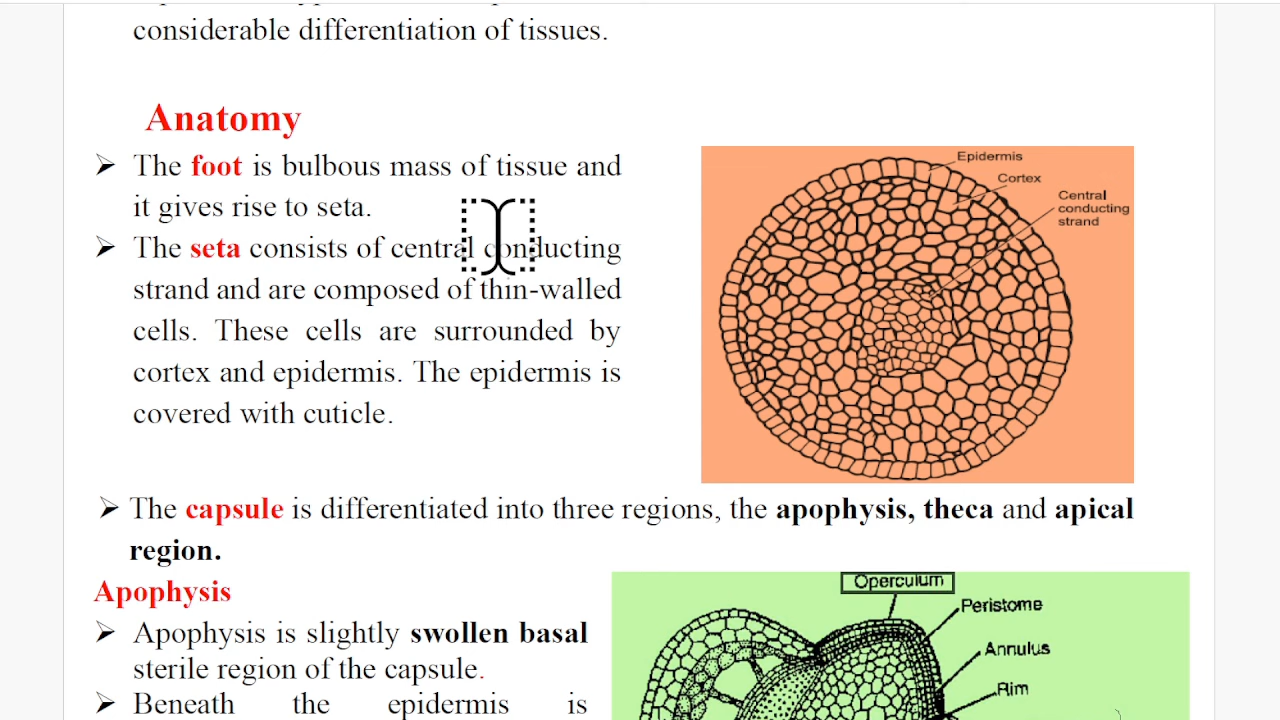 considerable differentiation of tissues.
Anatomy
➢ The foot is bulbous mass of tissue and
it gives rise to seta.
➢ The seta consists of central conducting
strand and are composed of thin-walled
cells. These cells are surrounded by
cortex and epidermis. The epidermis is
covered with cuticle.
Epidermis
Cortex
Central
conducting
strand
➢ The capsule is differentiated into three regions, the apophysis, theca and apical
region.
Apophysis
➢ Apophysis is slightly swollen basal
sterile region of the capsule.
➢ Beneath the epidermis is
Operculum
Peristome
Annulus
Rim